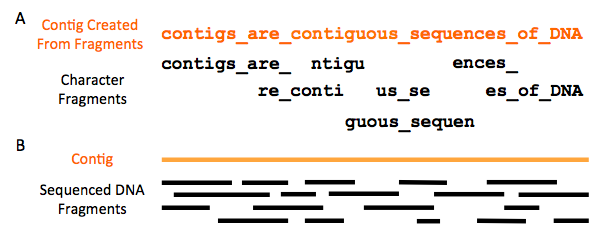 A
Contig Created
From Fragments
contigs_are_contiguous_sequences_of_DNA
Character
Fragments
contigs_are_ ntigu ences_
re_conti us_se es_of_DNA
guous_sequen
B
Contig
Sequenced DNA
Fragments